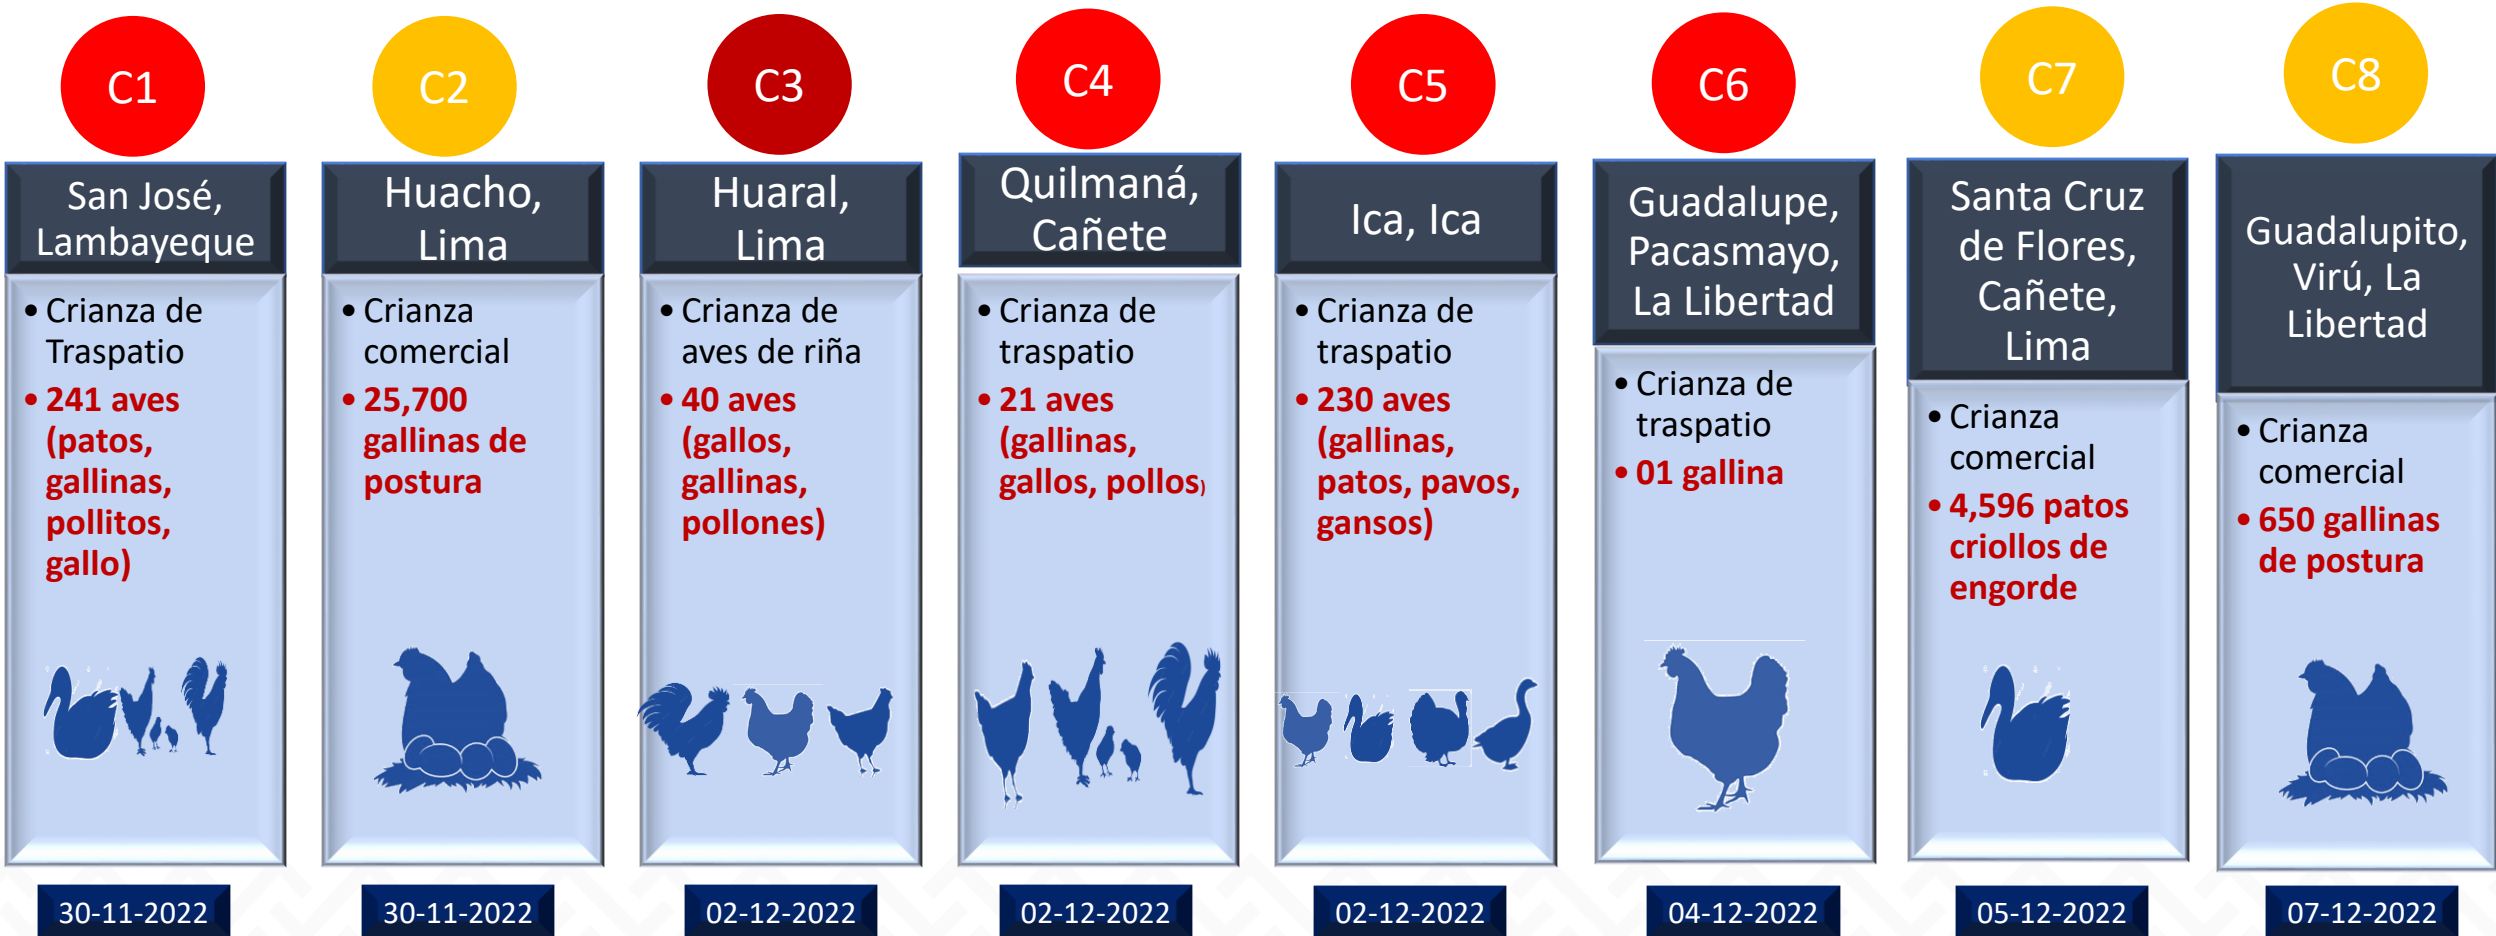 C1
San José,
Lambayeque
• Crianza de
Traspatio
• 241 aves
(patos,
gallinas,
pollitos,
gallo)
30-11-2022
C2
Huacho,
Lima
• Crianza
comercial
• 25,700
gallinas de
postura
30-11-2022
C3
Huaral,
Lima
• Crianza de
aves de riña
• 40 aves
(gallos,
gallinas,
pollones)
02-12-2022
C4
Quilmaná,
Cañete
• Crianza de
traspatio
• 21 aves
(gallinas,
gallos, pollos)
02-12-2022
C5
Ica, Ica
• Crianza de
traspatio
• 230 aves
(gallinas,
patos, pavos,
gansos)
02-12-2022
C6
Guadalupe,
Pacasmayo,
La Libertad
• Crianza de
traspatio
• 01 gallina
04-12-2022
C7
Santa Cruz
de Flores,
Cañete,
Lima
• Crianza
comercial
• 4,596 patos
criollos de
engorde
05-12-2022
C8
Guadalupito,
Virú, La
Libertad
• Crianza
comercial
• 650 gallinas
de postura
07-12-2022